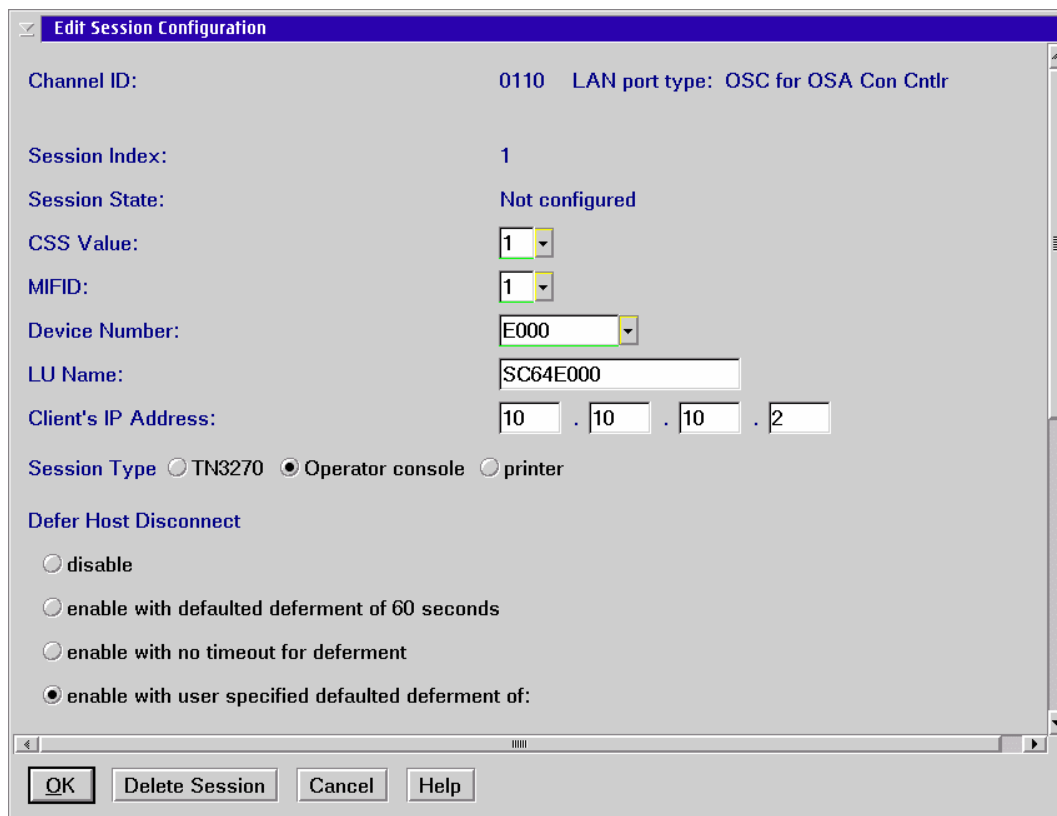 Edit Session Configuration
Channel ID: 0110 LAN port type: OSC for OSA Con Cntlr
Session Index: 1
Session State: Not configured
CSS Value: 1
MIFID: 1
Device Number: E000
LU Name: SC64E000
Client's IP Address: 10 . 10 . 10 . 2
Session Type TN3270 Operator console printer
Defer Host Disconnect
disable
enable with defaulted deferment of 60 seconds
enable with no timeout for deferment
enable with user specified defaulted deferment of:
OK Delete Session Cancel Help